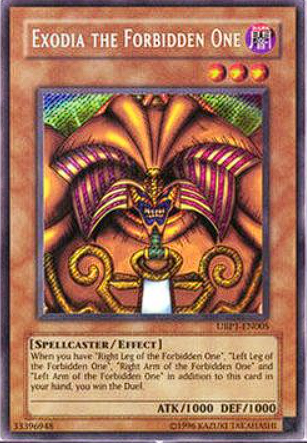 EXODIA THE FORBIDDEN ONE
闇
UBP1-EN005
[SPELLCASTER/EFFECT]
When you have "Right Leg of the Forbidden One", "Left Leg of
the Forbidden One", "Right Arm of the Forbidden One" and
"Left Arm of the Forbidden One" in addition to this card in
your hand, you win the Duel.
ATK/1000 DEF/1000
33396948
©1996 KAZUKI TAKAHASHI